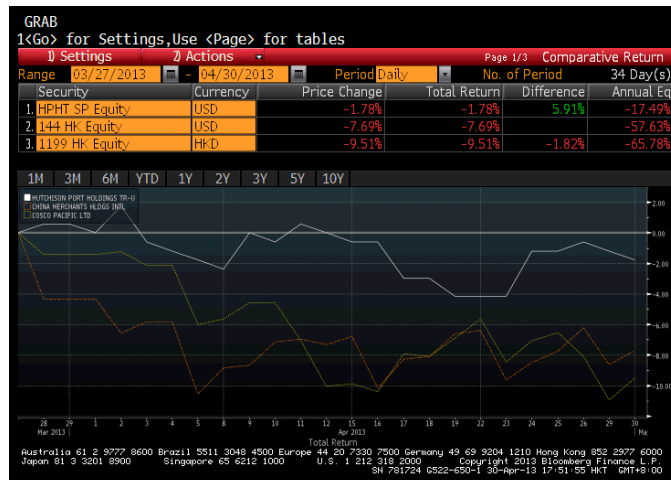 GRAB
1<Go> for Settings,Use <Page> for tables
1) Settings 2) Actions Page 1/3 Comparative Return
Range 03/27/2013 - 04/30/2013 Period Daily No. of Period 34 Day(s)
Security Currency Price Change Total Return Difference Annual Eq
1. HPHT SP Equity USD -1.78% -1.78% 5.91% -17.49%
2. 144 HK Equity USD -7.69% -7.69% -57.63%
3. 1199 HK Equity HKD -9.51% -9.51% -1.82% -65.78%
1M 3M 6M YTD 1Y 2Y 3Y 5Y 10Y
HUTCHISON PORT HOLDINGS TR-U
CHINA MERCHANTS HLDGS INTL
COSCO PACIFIC LTD
2.00
0.00
-2.00
-4.00
-6.00
-8.00
-10.00
28 29 1 2 3 4 5 8 9 10 11 12 15 16 17 18 19 22 23 24 25 26 29 30
Mar 2013 Apr 2013
Total Return
Australia 61 2 9777 8600 Brazil 5511 3048 4500 Europe 44 20 7330 7500 Germany 49 69 9204 1210 Hong Kong 852 2977 6000
Japan 81 3 3201 8900 Singapore 65 6212 1000 U.S. 1 212 318 2000 Copyright 2013 Bloomberg Finance L.P.
SN 781724 G522-650-1 30-Apr-13 17:51:55 HKT GMT+8:00